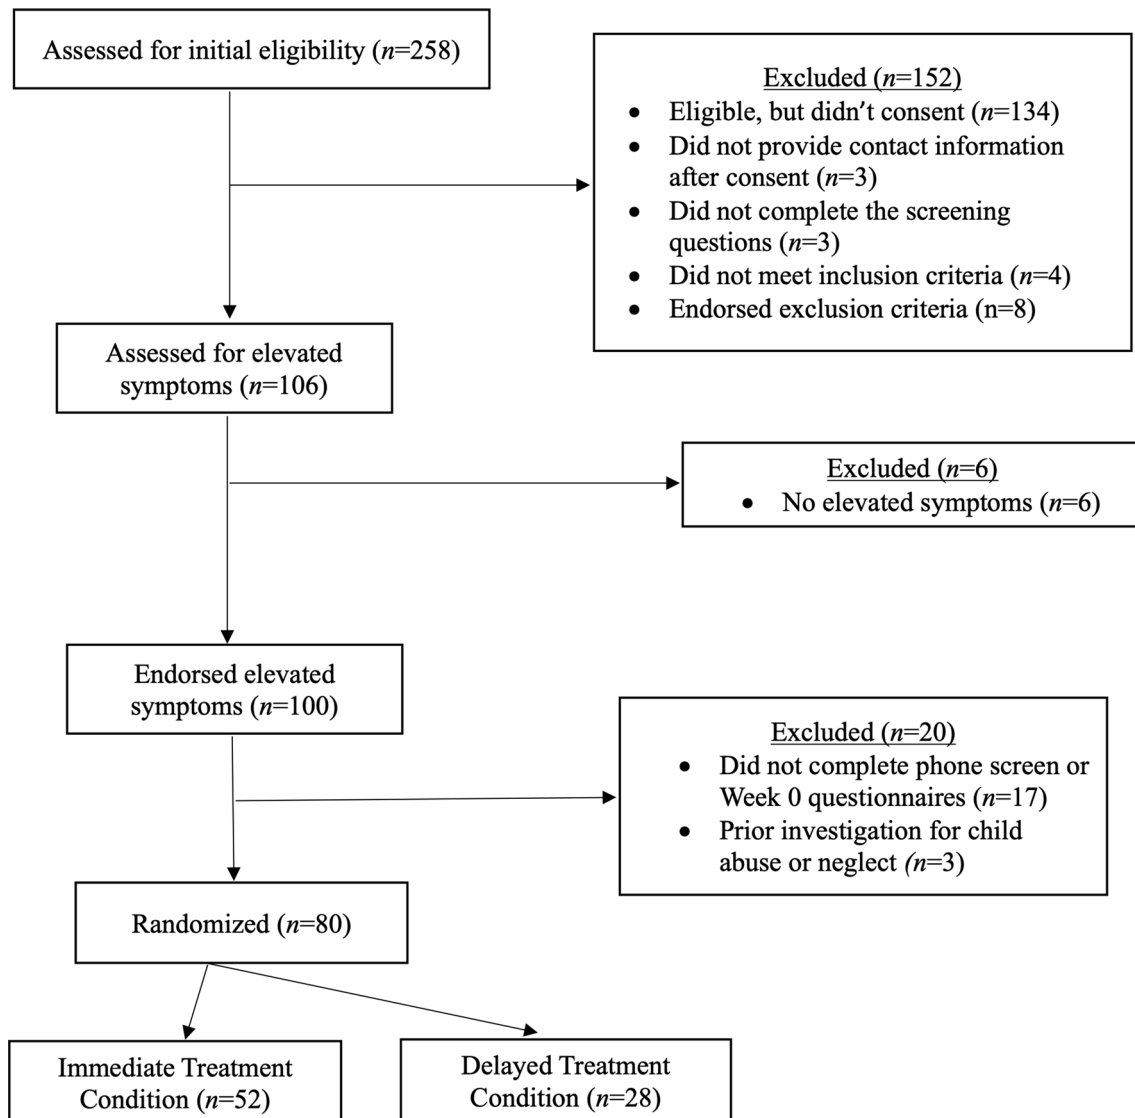 Assessed for initial eligibility (n=258)
Excluded (n=152)
• Eligible, but didn’t consent (n=134)
• Did not provide contact information
after consent (n=3)
• Did not complete the screening
questions (n=3)
• Did not meet inclusion criteria (n=4)
• Endorsed exclusion criteria (n=8)
Assessed for elevated
symptoms (n=106)
Excluded (n=6)
• No elevated symptoms (n=6)
Endorsed elevated
symptoms (n=100)
Excluded (n=20)
• Did not complete phone screen or
Week 0 questionnaires (n=17)
• Prior investigation for child
abuse or neglect (n=3)
Randomized (n=80)
Immediate Treatment
Condition (n=52)
Delayed Treatment
Condition (n=28)